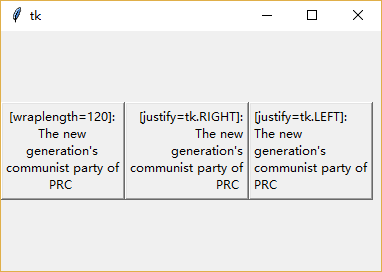 tk
[wraplength=120]:
The new
generation's
communist party of
PRC
[justify=tk.RIGHT]:
The new
generation's
communist party of
PRC
[justify=tk.LEFT]:
The new
generation's
communist party of
PRC